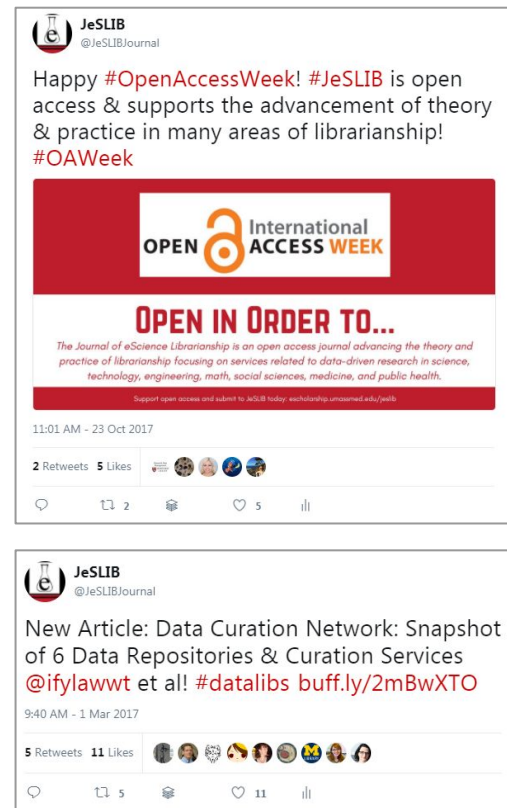 JeSLIB
@JeSLIBJournal
Happy #OpenAccessWeek! #JeSLIB is open
access & supports the advancement of theory
& practice in many areas of librarianship!
#OAWeek
International
OPEN ACCESS WEEK
OPEN IN ORDER TO...
The Journal of eScience Librarianship is an open access journal advancing the theory and
practice of librarianship focusing on services related to data-driven research in science,
technology, engineering, math, social sciences, medicine, and public health.
Support open access and submit to JeSLIB today: escholarship.umassmed.edu/jeslib
11:01 AM - 23 Oct 2017
2 Retweets 5 Likes
2 5
JeSLIB
@JeSLIBJournal
New Article: Data Curation Network: Snapshot
of 6 Data Repositories & Curation Services
@ifylawwt et al! #datalibs buff.ly/2mBwXTO
9:40 AM - 1 Mar 2017
5 Retweets 11 Likes
5 11